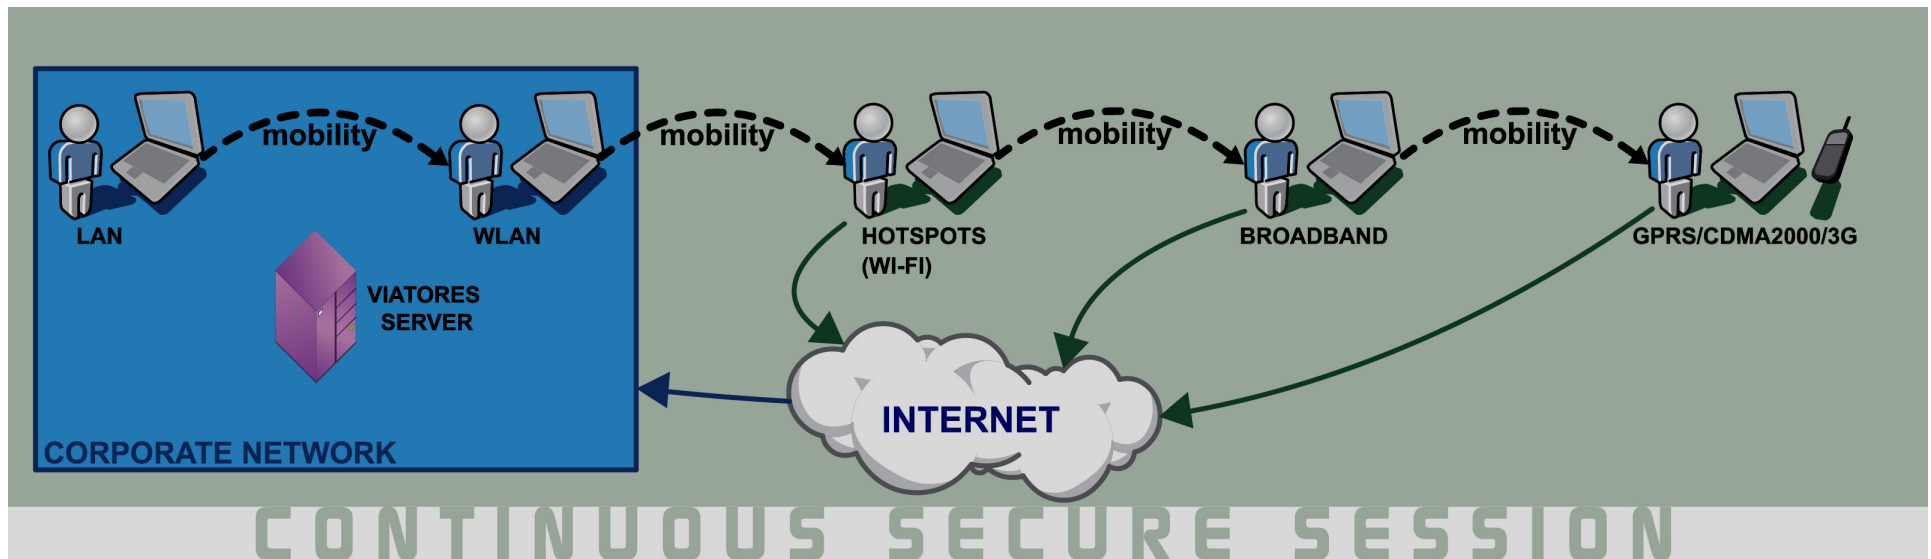 mobility
mobility
mobility
mobility
LAN
WLAN
HOTSPOTS
(WI-FI)
BROADBAND
GPRS/CDMA2000/3G
VIATORES
SERVER
INTERNET
CORPORATE NETWORK
CONTINUOUS SECURE SESSION